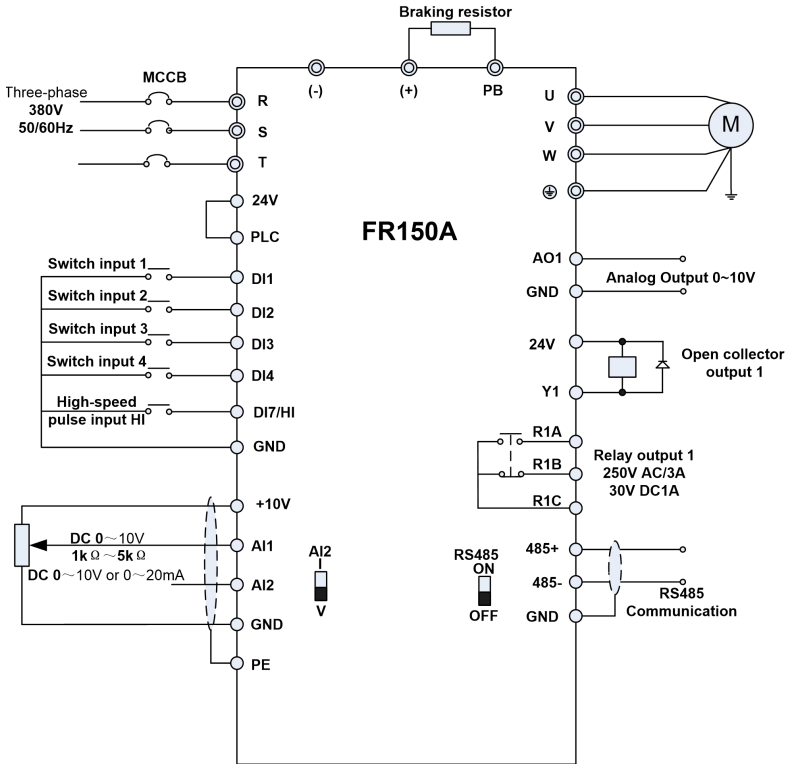 Braking resistor
MCCB
Three-phase
380V
50/60Hz
R
S
T
(-)
(+)
PB
U
V
W
M
24V
PLC
FR150A
Switch input 1
DI1
Switch input 2
DI2
Switch input 3
DI3
Switch input 4
DI4
High-speed
pulse input HI
DI7/HI
GND
AO1
Analog Output 0~10V
GND
24V
Open collector
output 1
Y1
R1A
R1B
R1C
Relay output 1
250V AC/3A
30V DC1A
+10V
DC 0～10V
1kΩ～5kΩ
AI1
DC 0～10V or 0～20mA
AI2
GND
PE
AI2
I
V
RS485
ON
OFF
485+
485-
GND
RS485
Communication